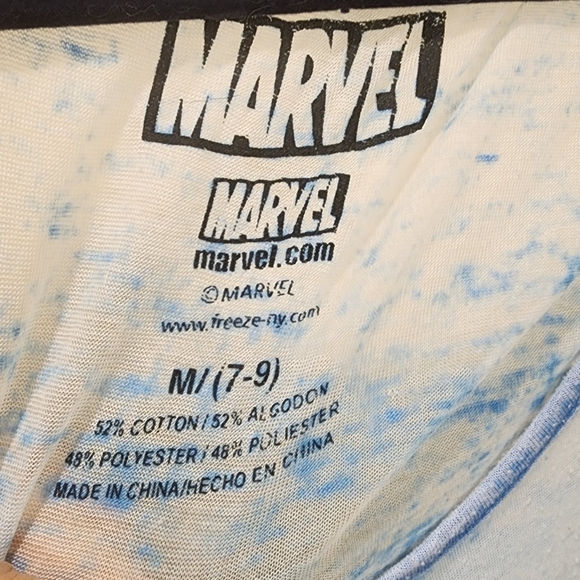 MARVEL
MARVEL
marvel.com
©MARVEL
www.freeze-ny.com
M/(7-9)
52% COTTON/52% ALGODON
48% POLYESTER/48% POLIESTER
MADE IN CHINA/HECHO EN CHINA